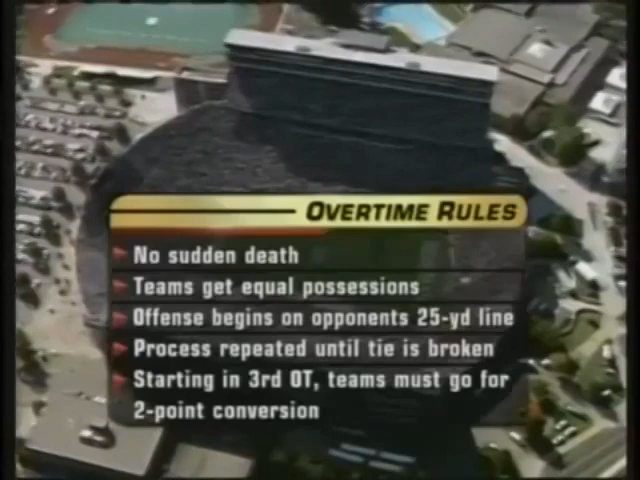 OVERTIME RULES
No sudden death
Teams get equal possessions
Offense begins on opponents 25-yd line
Process repeated until tie is broken
Starting in 3rd OT, teams must go for
2-point conversion